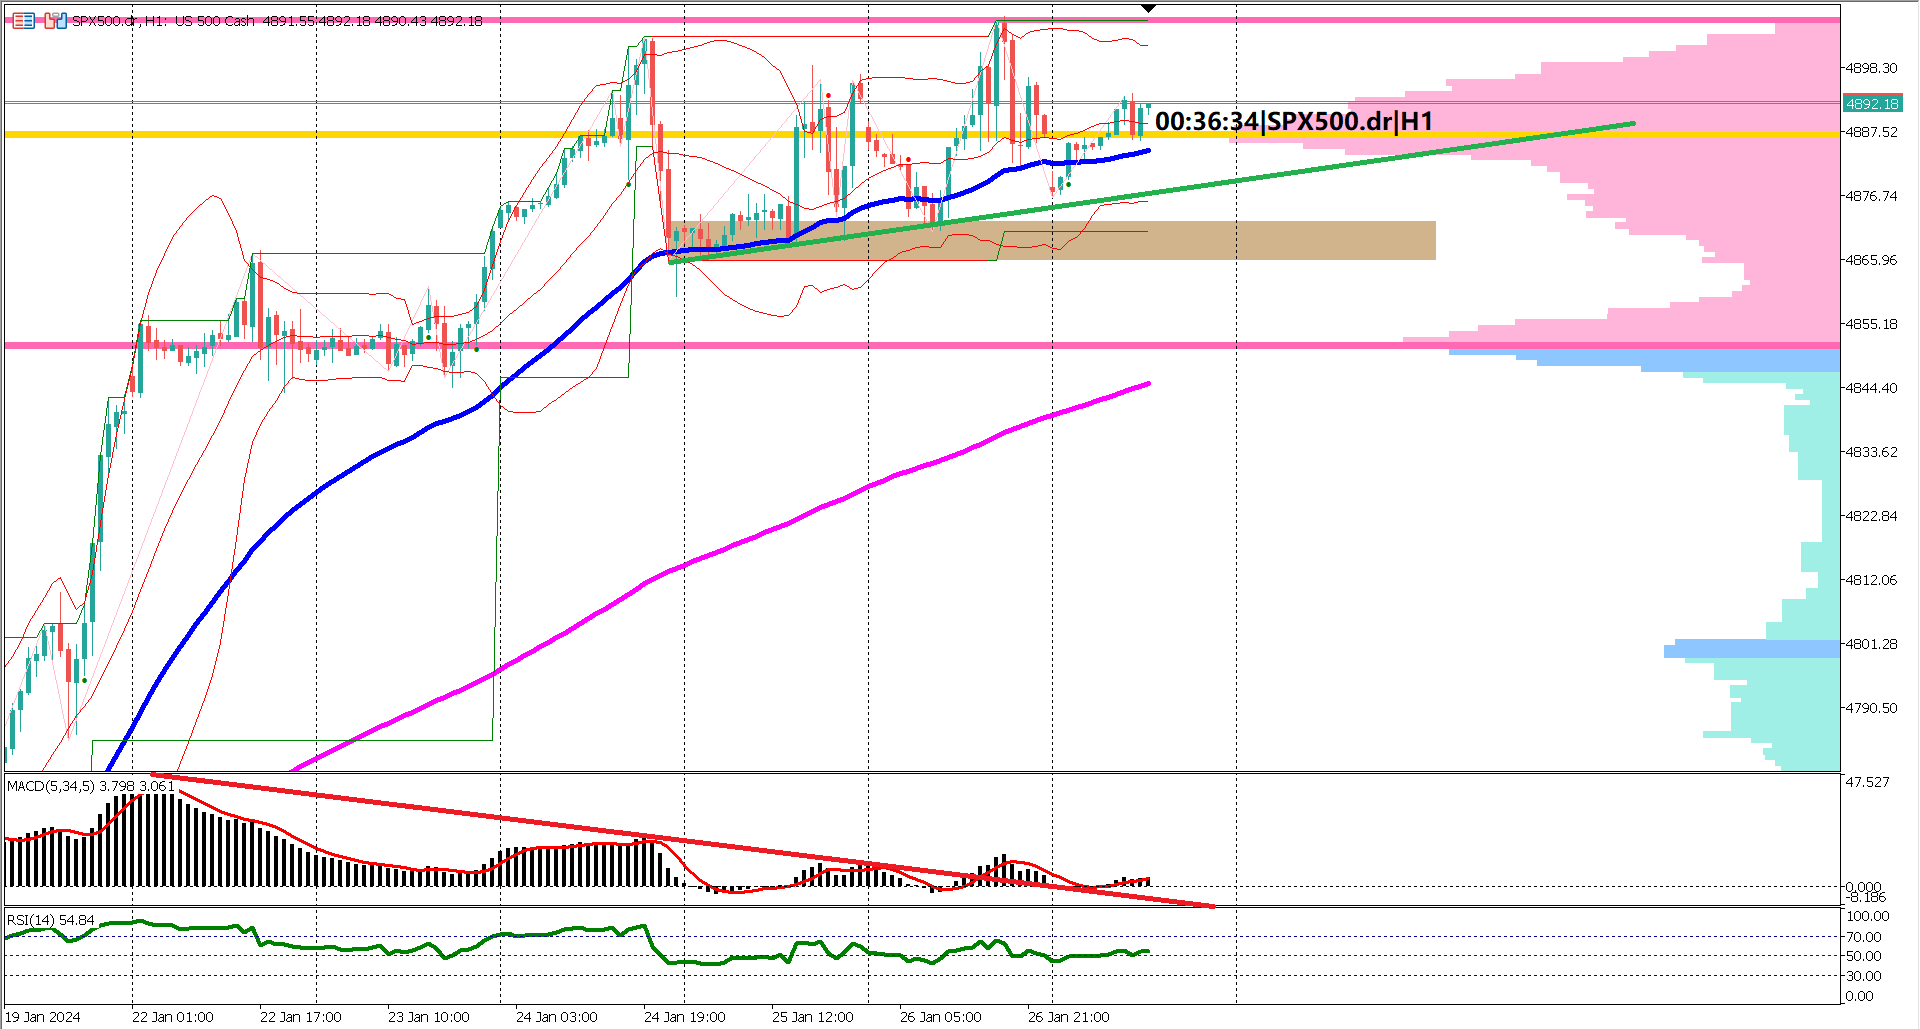 SPX500.dr, H1: US 500 Cash 4891.55 4892.18 4890.43 4892.18
4898.30
4892.18
00:36:34|SPX500.dr|H1
4887.52
4876.74
4865.96
4855.18
4844.40
4833.62
4822.84
4812.06
4801.28
4790.50
MACD(5,34,5) 3.798 3.061
47.527
0.000
-8.186
RSI(14) 54.84
100.00
70.00
50.00
30.00
0.00
19 Jan 2024
22 Jan 01:00
22 Jan 17:00
23 Jan 10:00
24 Jan 03:00
24 Jan 19:00
25 Jan 12:00
26 Jan 05:00
26 Jan 21:00